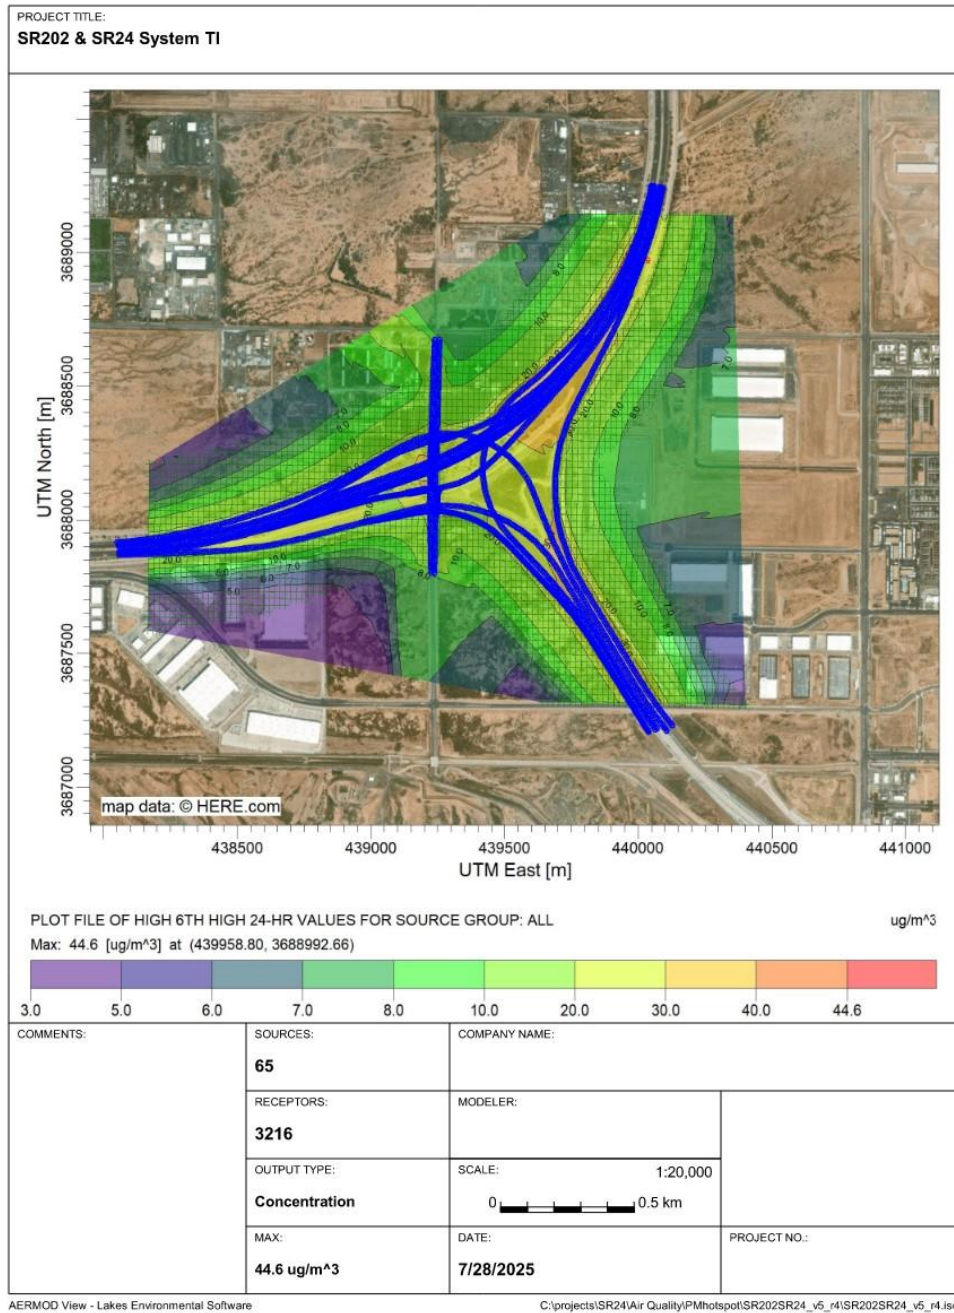 PROJECT TITLE:
SR202 & SR24 System TI
UTM North [m]
3689000
3688500
3688000
3687500
3687000
map data: © HERE.com
438500
439000
439500
440000
440500
441000
UTM East [m]
PLOT FILE OF HIGH 6TH HIGH 24-HR VALUES FOR SOURCE GROUP: ALL
ug/m^3
Max: 44.6 [ug/m^3] at (439958.80, 3688992.66)
3.0 5.0 6.0 7.0 8.0 10.0 20.0 30.0 40.0 44.6
COMMENTS:
SOURCES:
65
COMPANY NAME:
RECEPTORS:
3216
MODELER:
OUTPUT TYPE:
Concentration
SCALE:
1:20,000
0
0.5 km
MAX:
44.6 ug/m^3
DATE:
7/28/2025
PROJECT NO.:
AERMOD View - Lakes Environmental Software
C:\projects\SR24\Air Quality\PMhotspot\SR202SR24_v5_r4\SR202SR24_v5_r4.isc